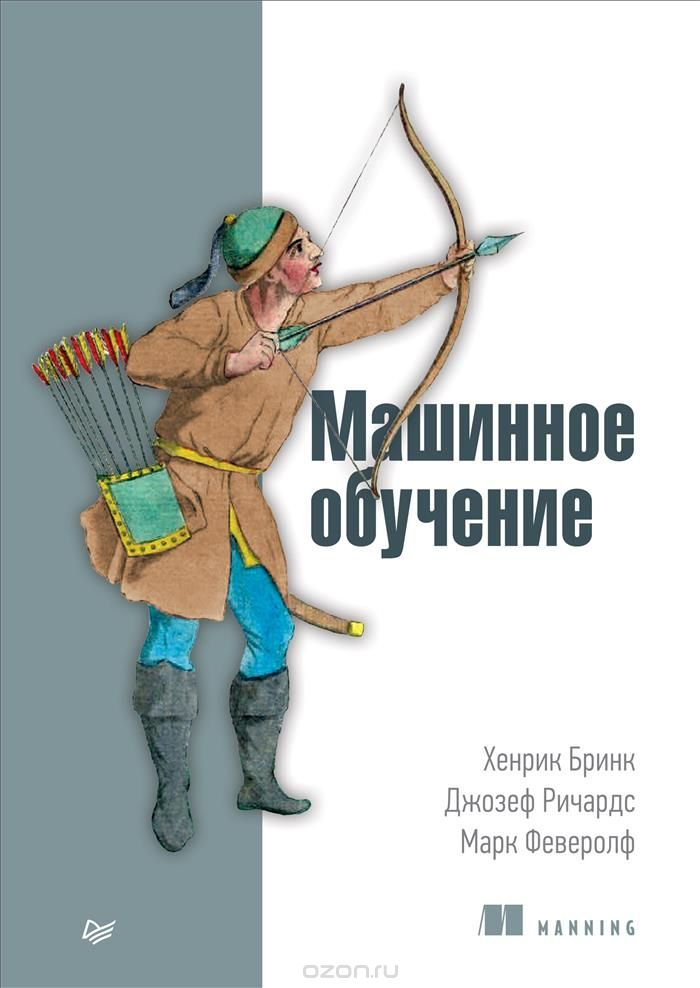 Машинное
обучение
Хенрик Бринк
Джозеф Ричардс
Марк Феверолф
MANNING
ozon.ru